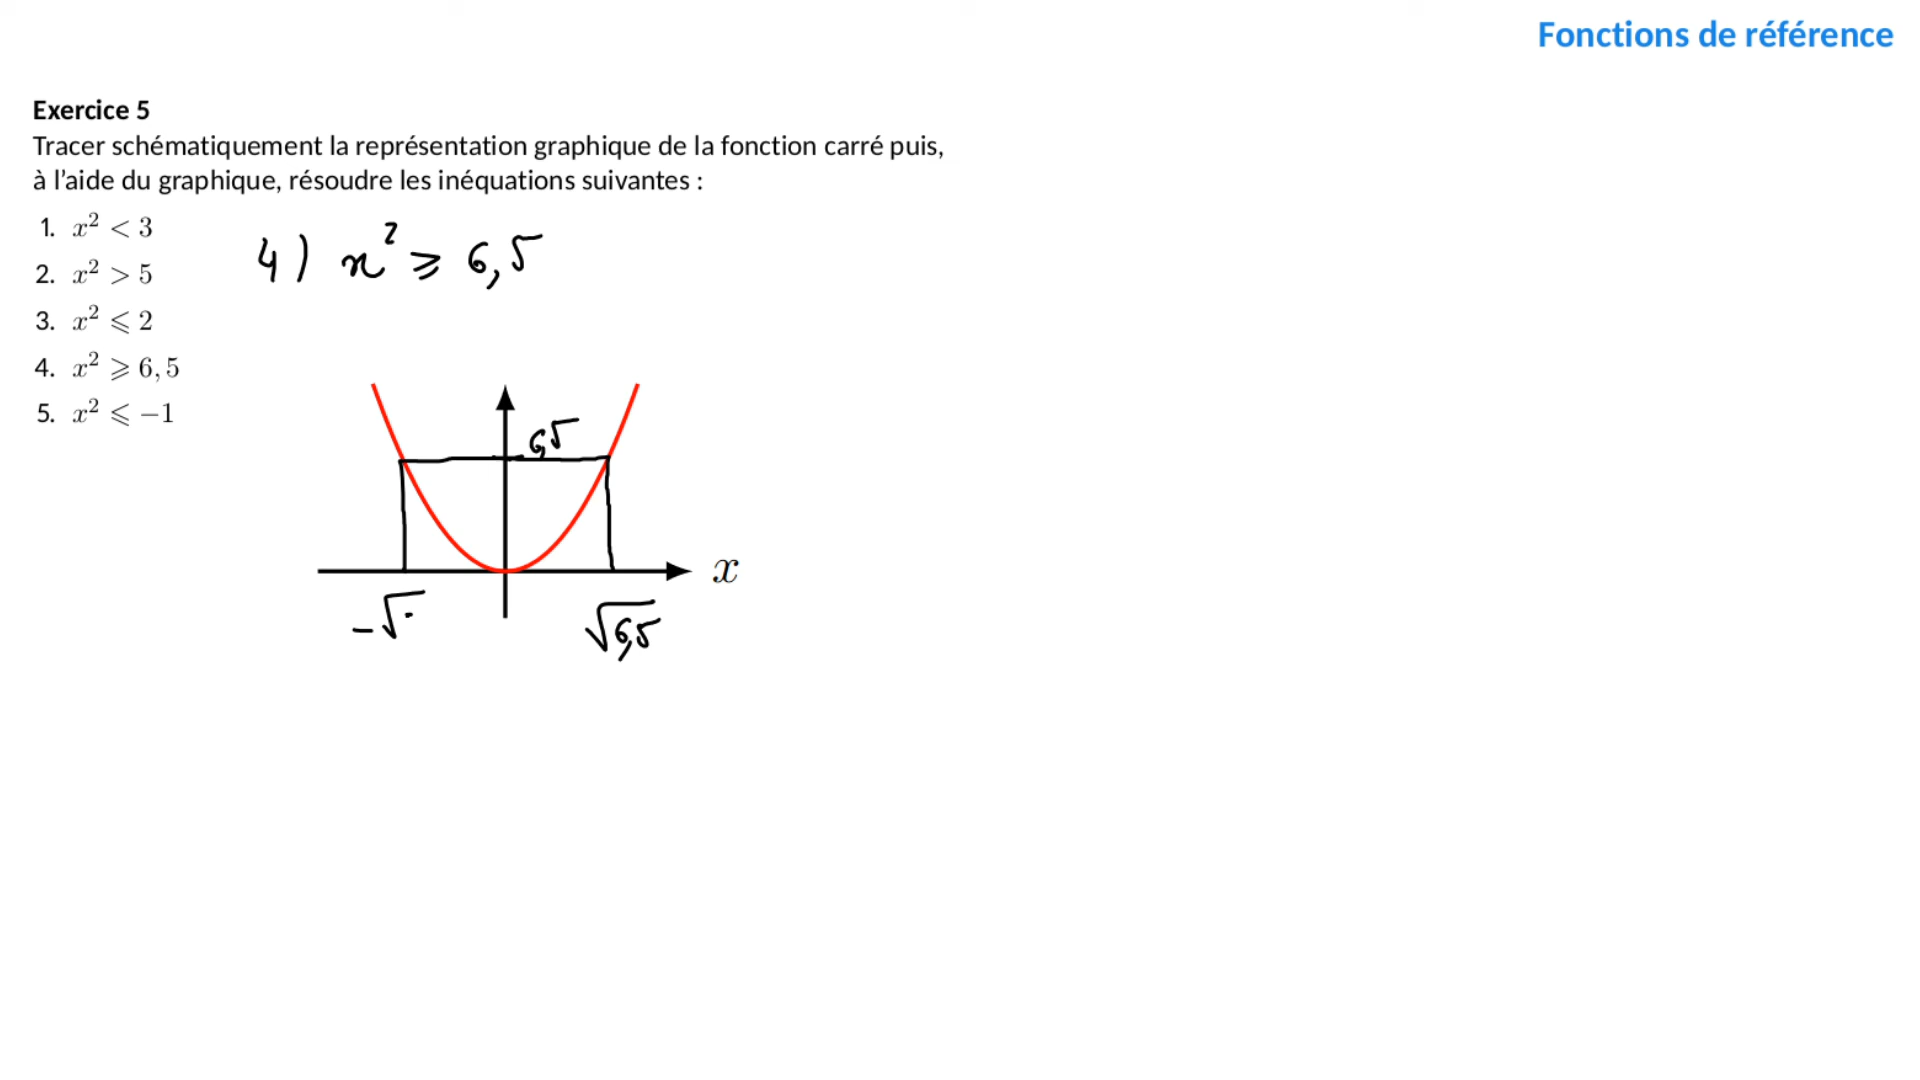 Fonctions de référence
Exercice 5
Tracer schématiquement la représentation graphique de la fonction carré puis,
à l'aide du graphique, résoudre les inéquations suivantes :
1. x² < 3
2. x² > 5
3. x² ⩽ 2
4. x² ⩾ 6,5
5. x² ⩽ −1
4) x² ⩾ 6,5
6,5
x
−√
√6,5